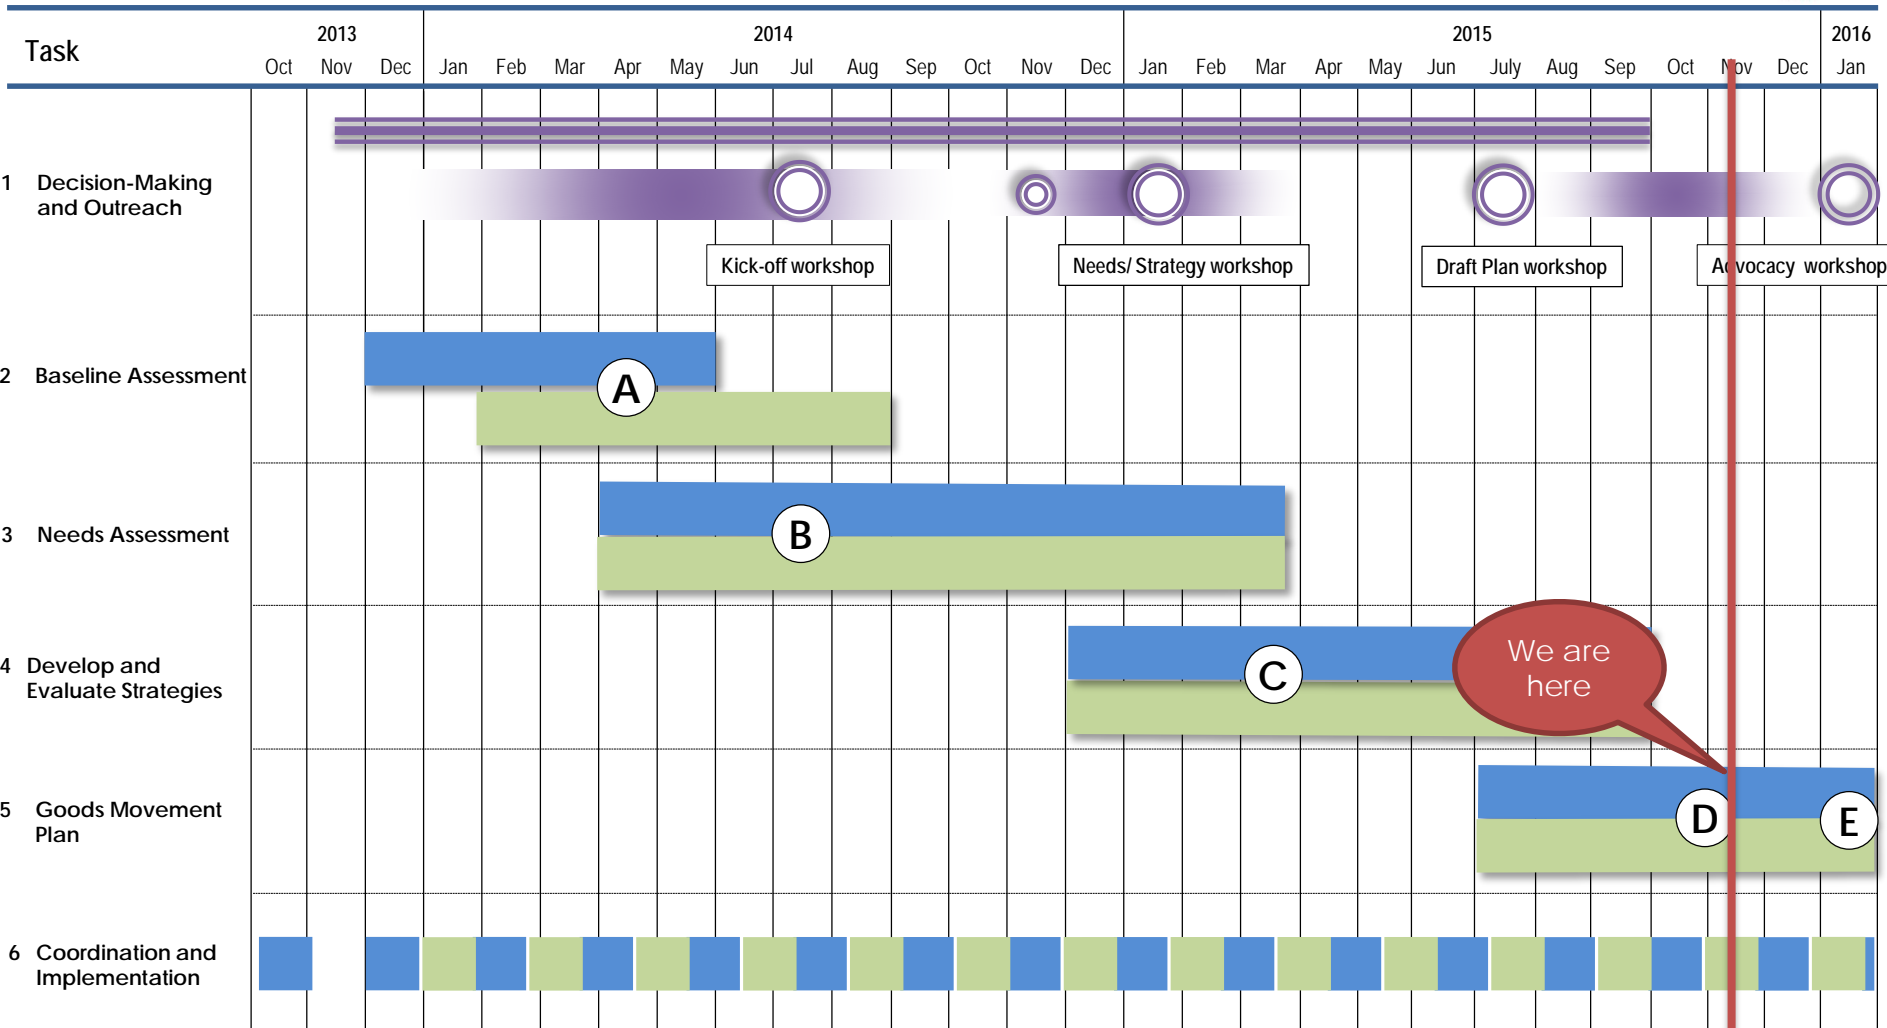 Task
2013 2014 2015 2016
Oct Nov Dec Jan Feb Mar Apr May Jun Jul Aug Sep Oct Nov Dec Jan Feb Mar Apr May Jun July Aug Sep Oct Nov Dec Jan
1 Decision-Making
and Outreach
Kick-off workshop
Needs/ Strategy workshop
Draft Plan workshop
Advocacy workshop
2 Baseline Assessment
A
3 Needs Assessment
B
4 Develop and
Evaluate Strategies
C
We are
here
5 Goods Movement
Plan
D
E
6 Coordination and
Implementation